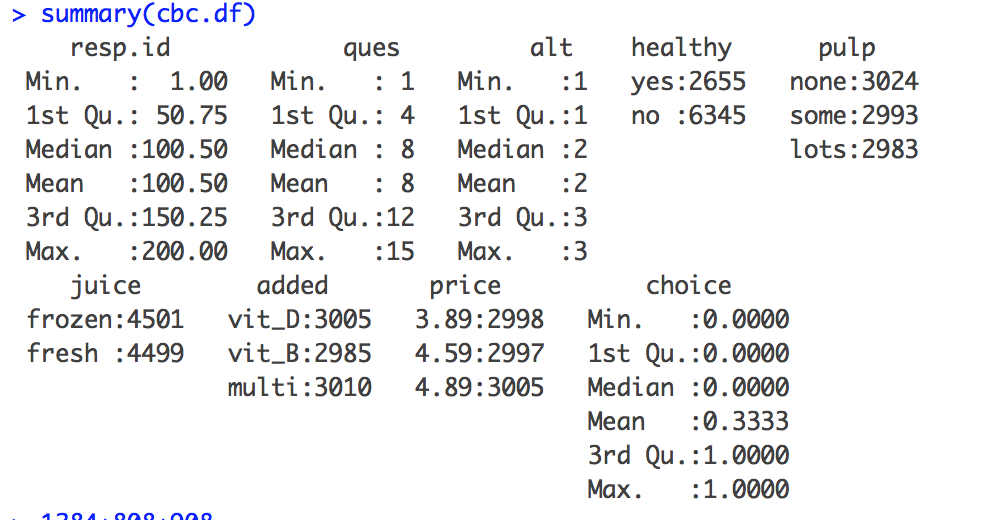 > summary(cbc.df)
    resp.id            ques            alt     healthy      pulp
 Min.   :  1.00   Min.   : 1   Min.   :1   yes:2655   none:3024
 1st Qu.: 50.75   1st Qu.: 4   1st Qu.:1   no :6345   some:2993
 Median :100.50   Median : 8   Median :2              lots:2983
 Mean   :100.50   Mean   : 8   Mean   :2
 3rd Qu.:150.25   3rd Qu.:12   3rd Qu.:3
 Max.   :200.00   Max.   :15   Max.   :3
    juice        added       price          choice
 frozen:4501   vit_D:3005   3.89:2998   Min.   :0.0000
 fresh :4499   vit_B:2985   4.59:2997   1st Qu.:0.0000
               multi:3010   4.89:3005   Median :0.0000
                                        Mean   :0.3333
                                        3rd Qu.:1.0000
                                        Max.   :1.0000